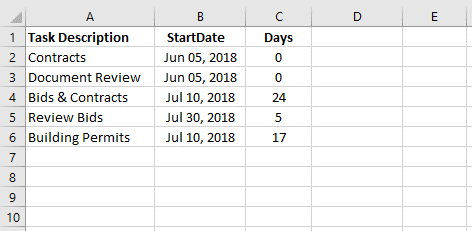 A B C D E
1 Task Description StartDate Days
2 Contracts Jun 05, 2018 0
3 Document Review Jun 05, 2018 0
4 Bids & Contracts Jul 10, 2018 24
5 Review Bids Jul 30, 2018 5
6 Building Permits Jul 10, 2018 17
7
8
9
10